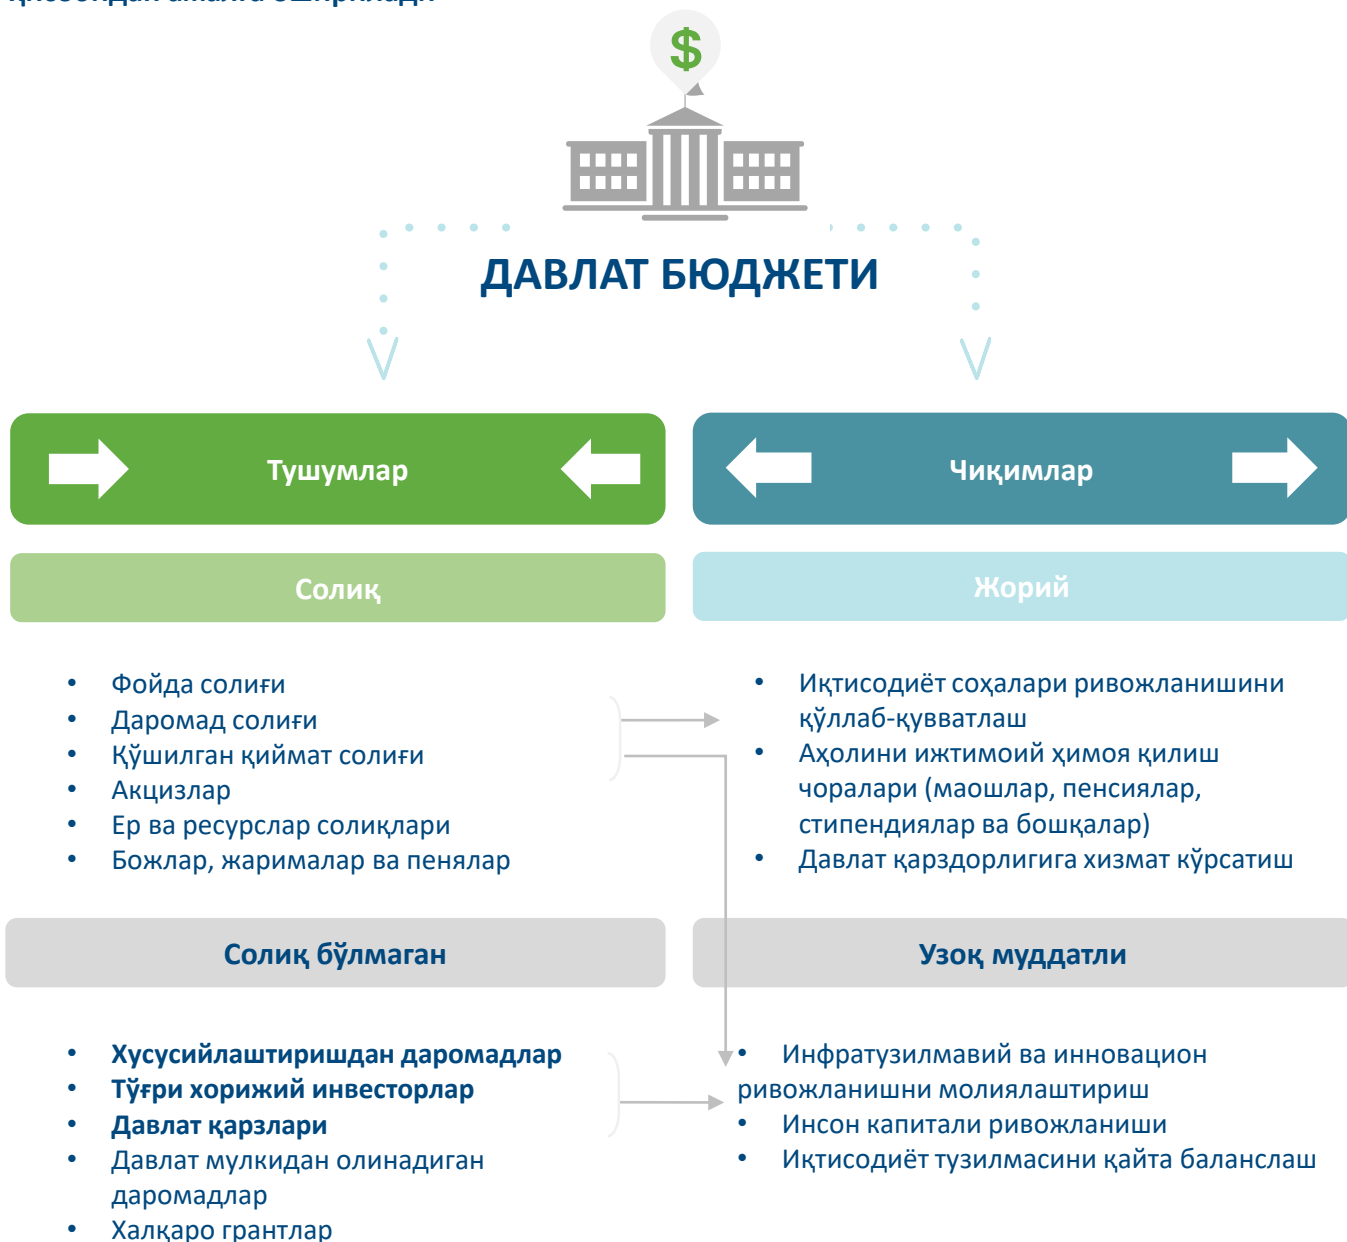 $
ДАВЛАТ БЮДЖЕТИ
Тушумлар
Солиқ
• Фойда солиғи
• Даромад солиғи
• Қўшилган қиймат солиғи
• Акцизлар
• Ер ва ресурслар солиқлари
• Божлар, жарималар ва пенялар
Солиқ бўлмаган
• Хусусийлаштиришдан даромадлар
• Тўғри хорижий инвесторлар
• Давлат қарзлари
• Давлат мулкидан олинадиган
даромадлар
• Халқаро грантлар
Чиқимлар
Жорий
• Иқтисодиёт соҳалари ривожланишини
қўллаб-қувватлаш
• Аҳолини ижтимоий ҳимоя қилиш
чоралари (маошлар, пенсиялар,
стипендиялар ва бошқалар)
• Давлат қарздорлигига хизмат кўрсатиш
Узоқ муддатли
• Инфратузилмавий ва инновацион
ривожланишни молиялаштириш
• Инсон капитали ривожланиши
• Иқтисодиёт тузилмасини қайта баланслаш